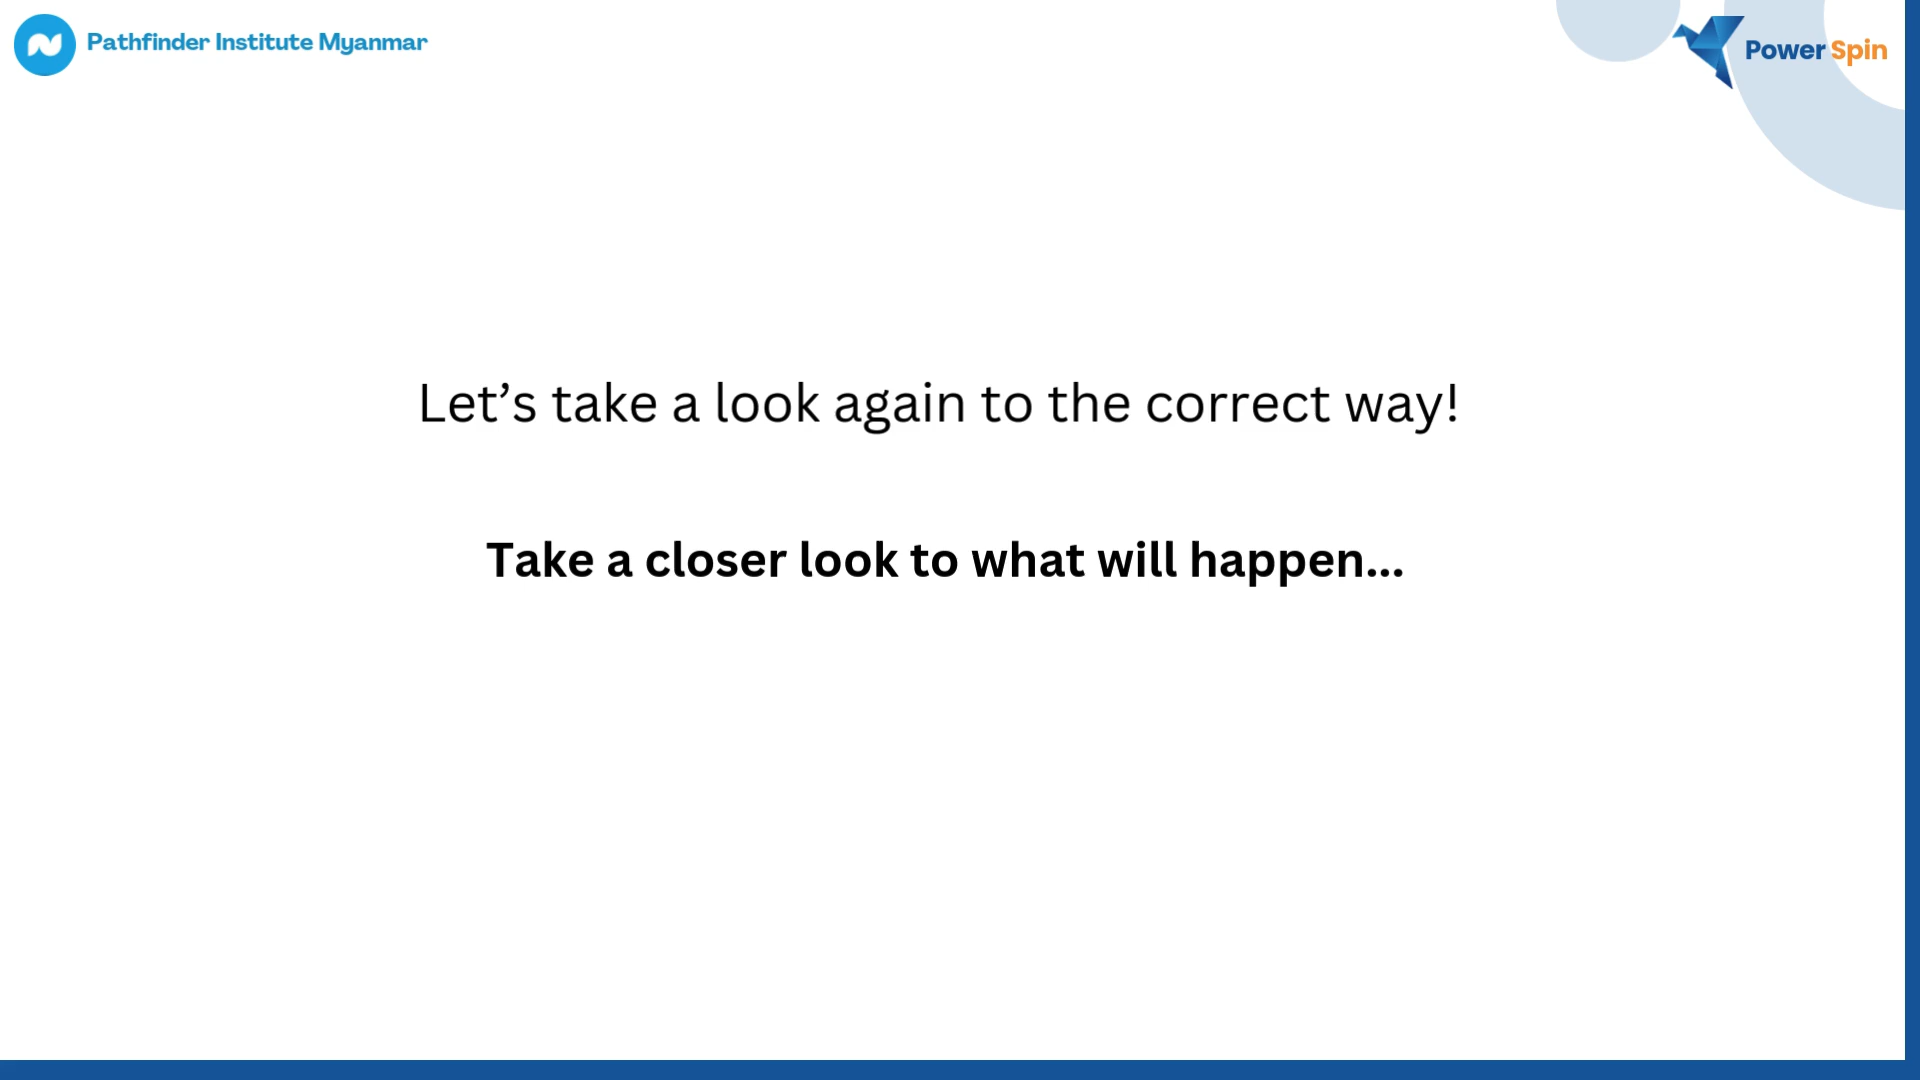 Pathfinder Institute Myanmar
Power Spin
Let’s take a look again to the correct way!
Take a closer look to what will happen...